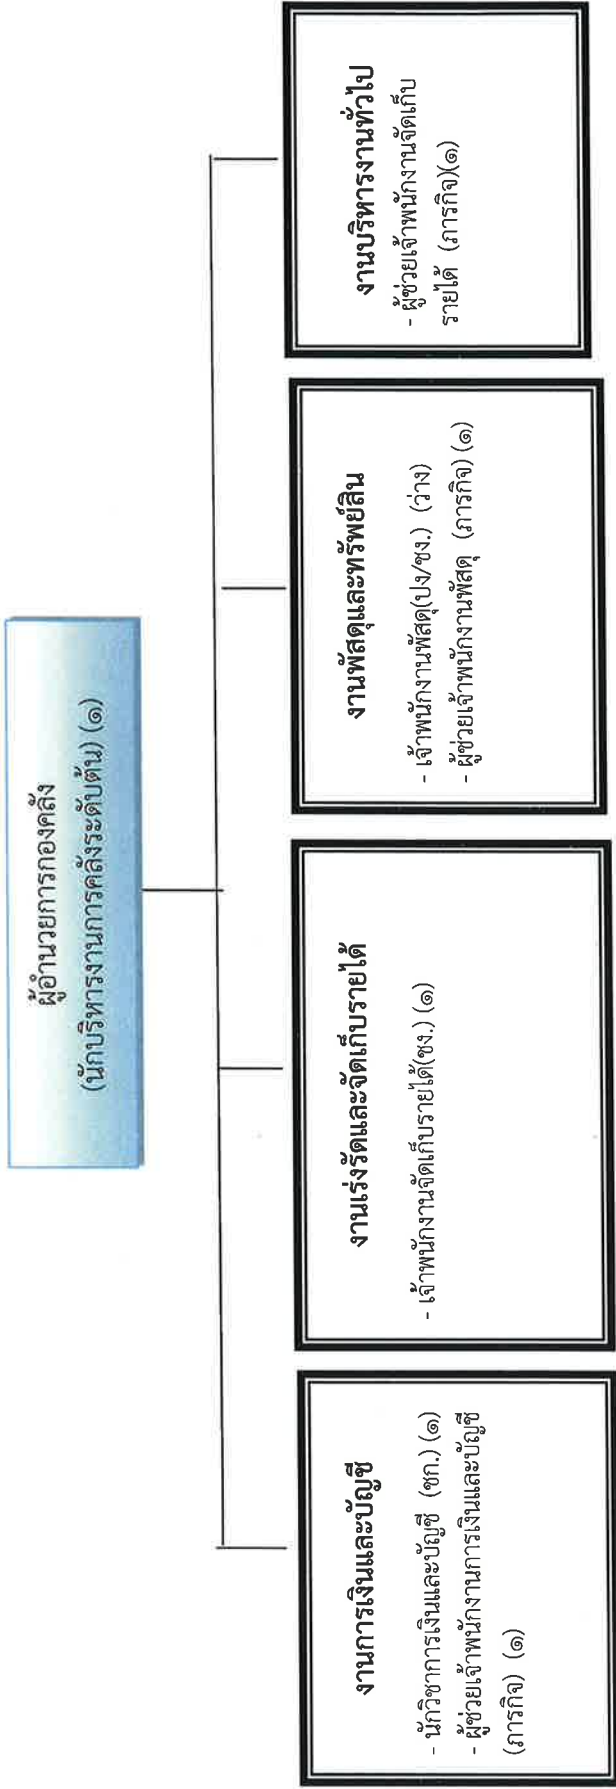 ผู้อำนวยการกองคลัง
(นักบริหารงานการคลังระดับต้น) (๑)
งานการเงินและบัญชี
- นักวิชาการเงินและบัญชี (ชก.) (๑)
- ผู้ช่วยเจ้าพนักงานการเงินและบัญชี
(ภารกิจ) (๑)
งานเร่งรัดและจัดเก็บรายได้
- เจ้าพนักงานจัดเก็บรายได้(ชง.) (๑)
งานพัสดุและทรัพย์สิน
- เจ้าพนักงานพัสดุ(ปง/ชง.) (ว่าง)
- ผู้ช่วยเจ้าพนักงานพัสดุ (ภารกิจ) (๑)
งานบริหารงานทั่วไป
- ผู้ช่วยเจ้าพนักงานจัดเก็บ
รายได้ (ภารกิจ)(๑)